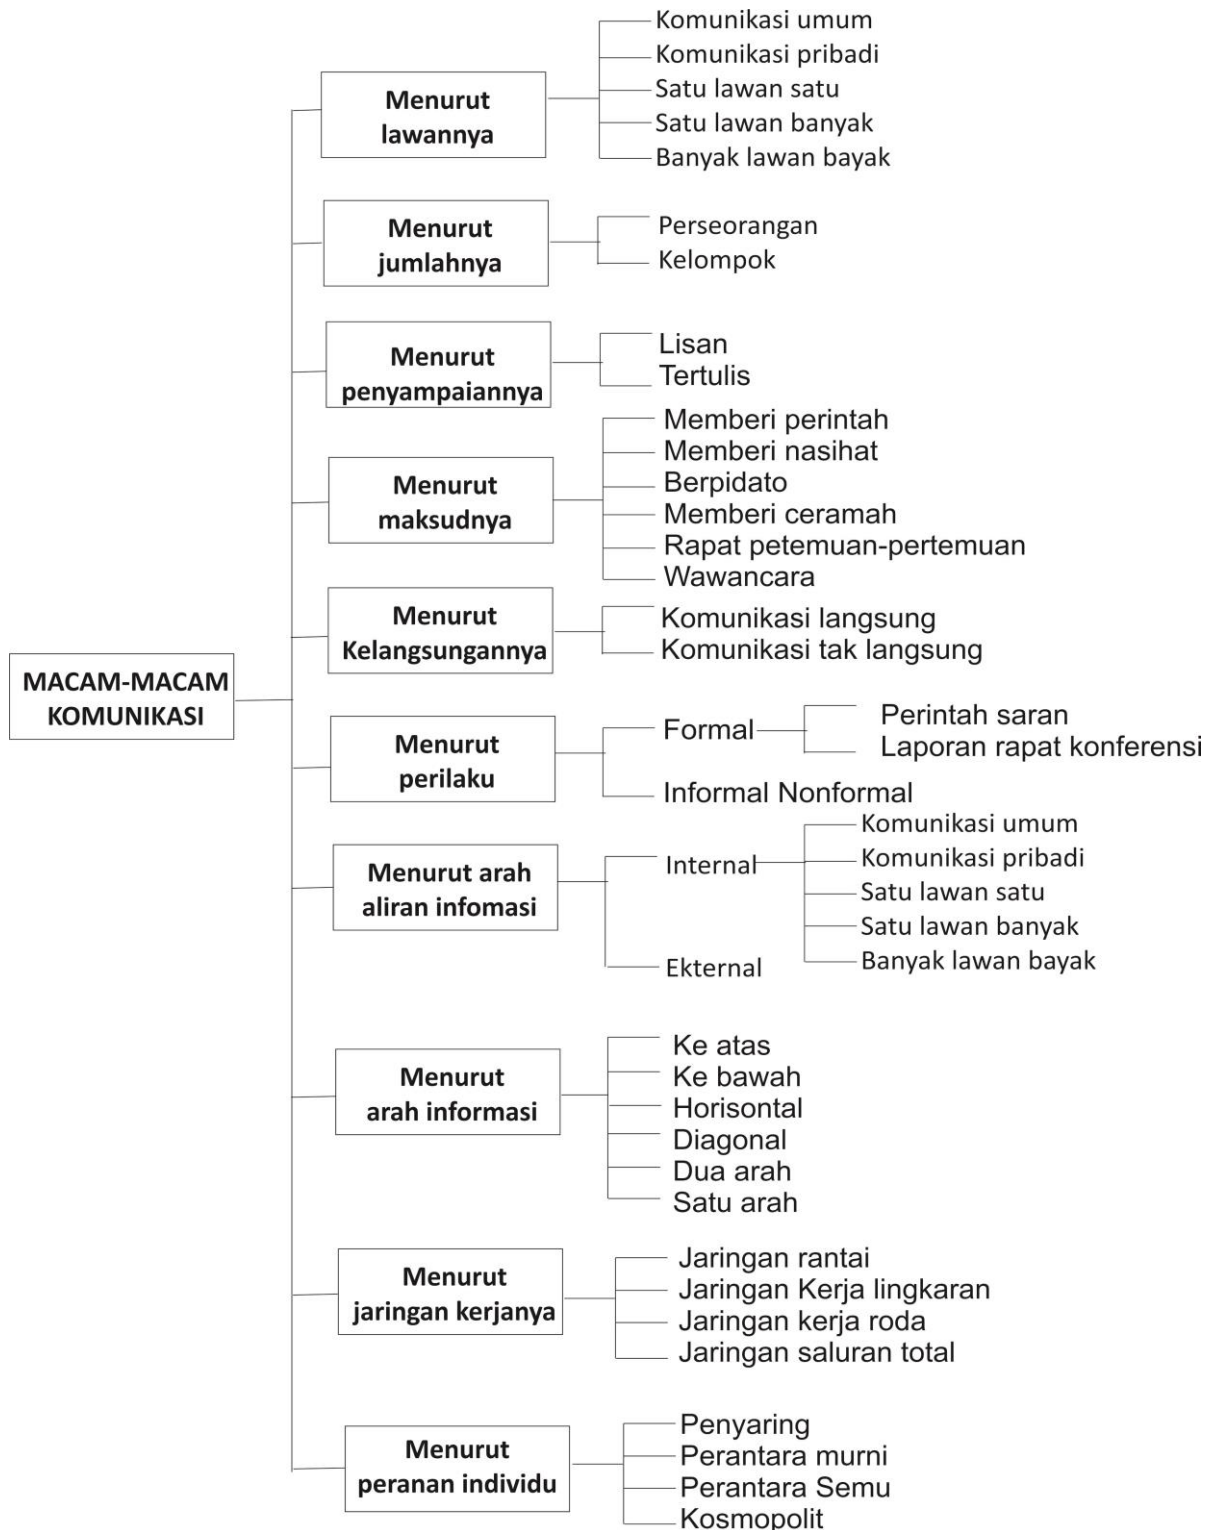 Komunikasi umum
Komunikasi pribadi
Menurut
lawannya
Satu lawan satu
Satu lawan banyak
Banyak lawan bayak
Menurut
jumlahnya
Perseorangan
Kelompok
Menurut
penyampaiannya
Lisan
Tertulis
Menurut
maksudnya
Memberi perintah
Memberi nasihat
Berpidato
Memberi ceramah
Rapat petemuan-pertemuan
Wawancara
Menurut
Kelangsungannya
Komunikasi langsung
Komunikasi tak langsung
MACAM-MACAM
KOMUNIKASI
Menurut
perilaku
Formal
Perintah saran
Laporan rapat konferensi
Informal Nonformal
Menurut arah
aliran infomasi
Internal
Komunikasi umum
Komunikasi pribadi
Satu lawan satu
Satu lawan banyak
Banyak lawan bayak
Ekternal
Menurut
arah informasi
Ke atas
Ke bawah
Horisontal
Diagonal
Dua arah
Satu arah
Menurut
jaringan kerjanya
Jaringan rantai
Jaringan Kerja lingkaran
Jaringan kerja roda
Jaringan saluran total
Menurut
peranan individu
Penyaring
Perantara murni
Perantara Semu
Kosmopolit